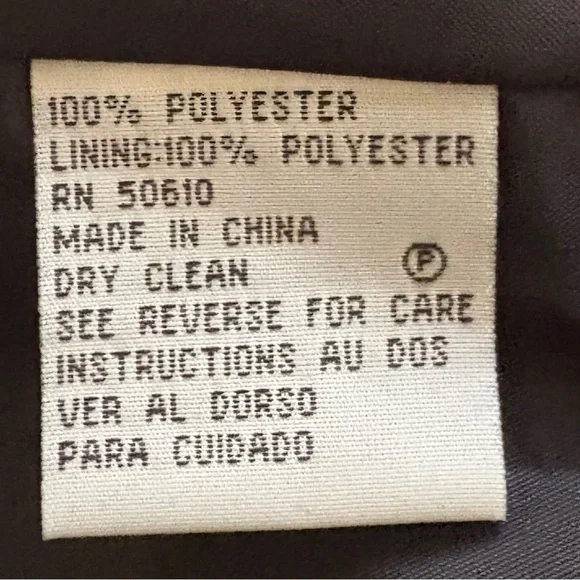 100% POLYESTER
LINING:100% POLYESTER
RN 50610
MADE IN CHINA
DRY CLEAN Ⓟ
SEE REVERSE FOR CARE
INSTRUCTIONS AU DOS
VER AL DORSO
PARA CUIDADO